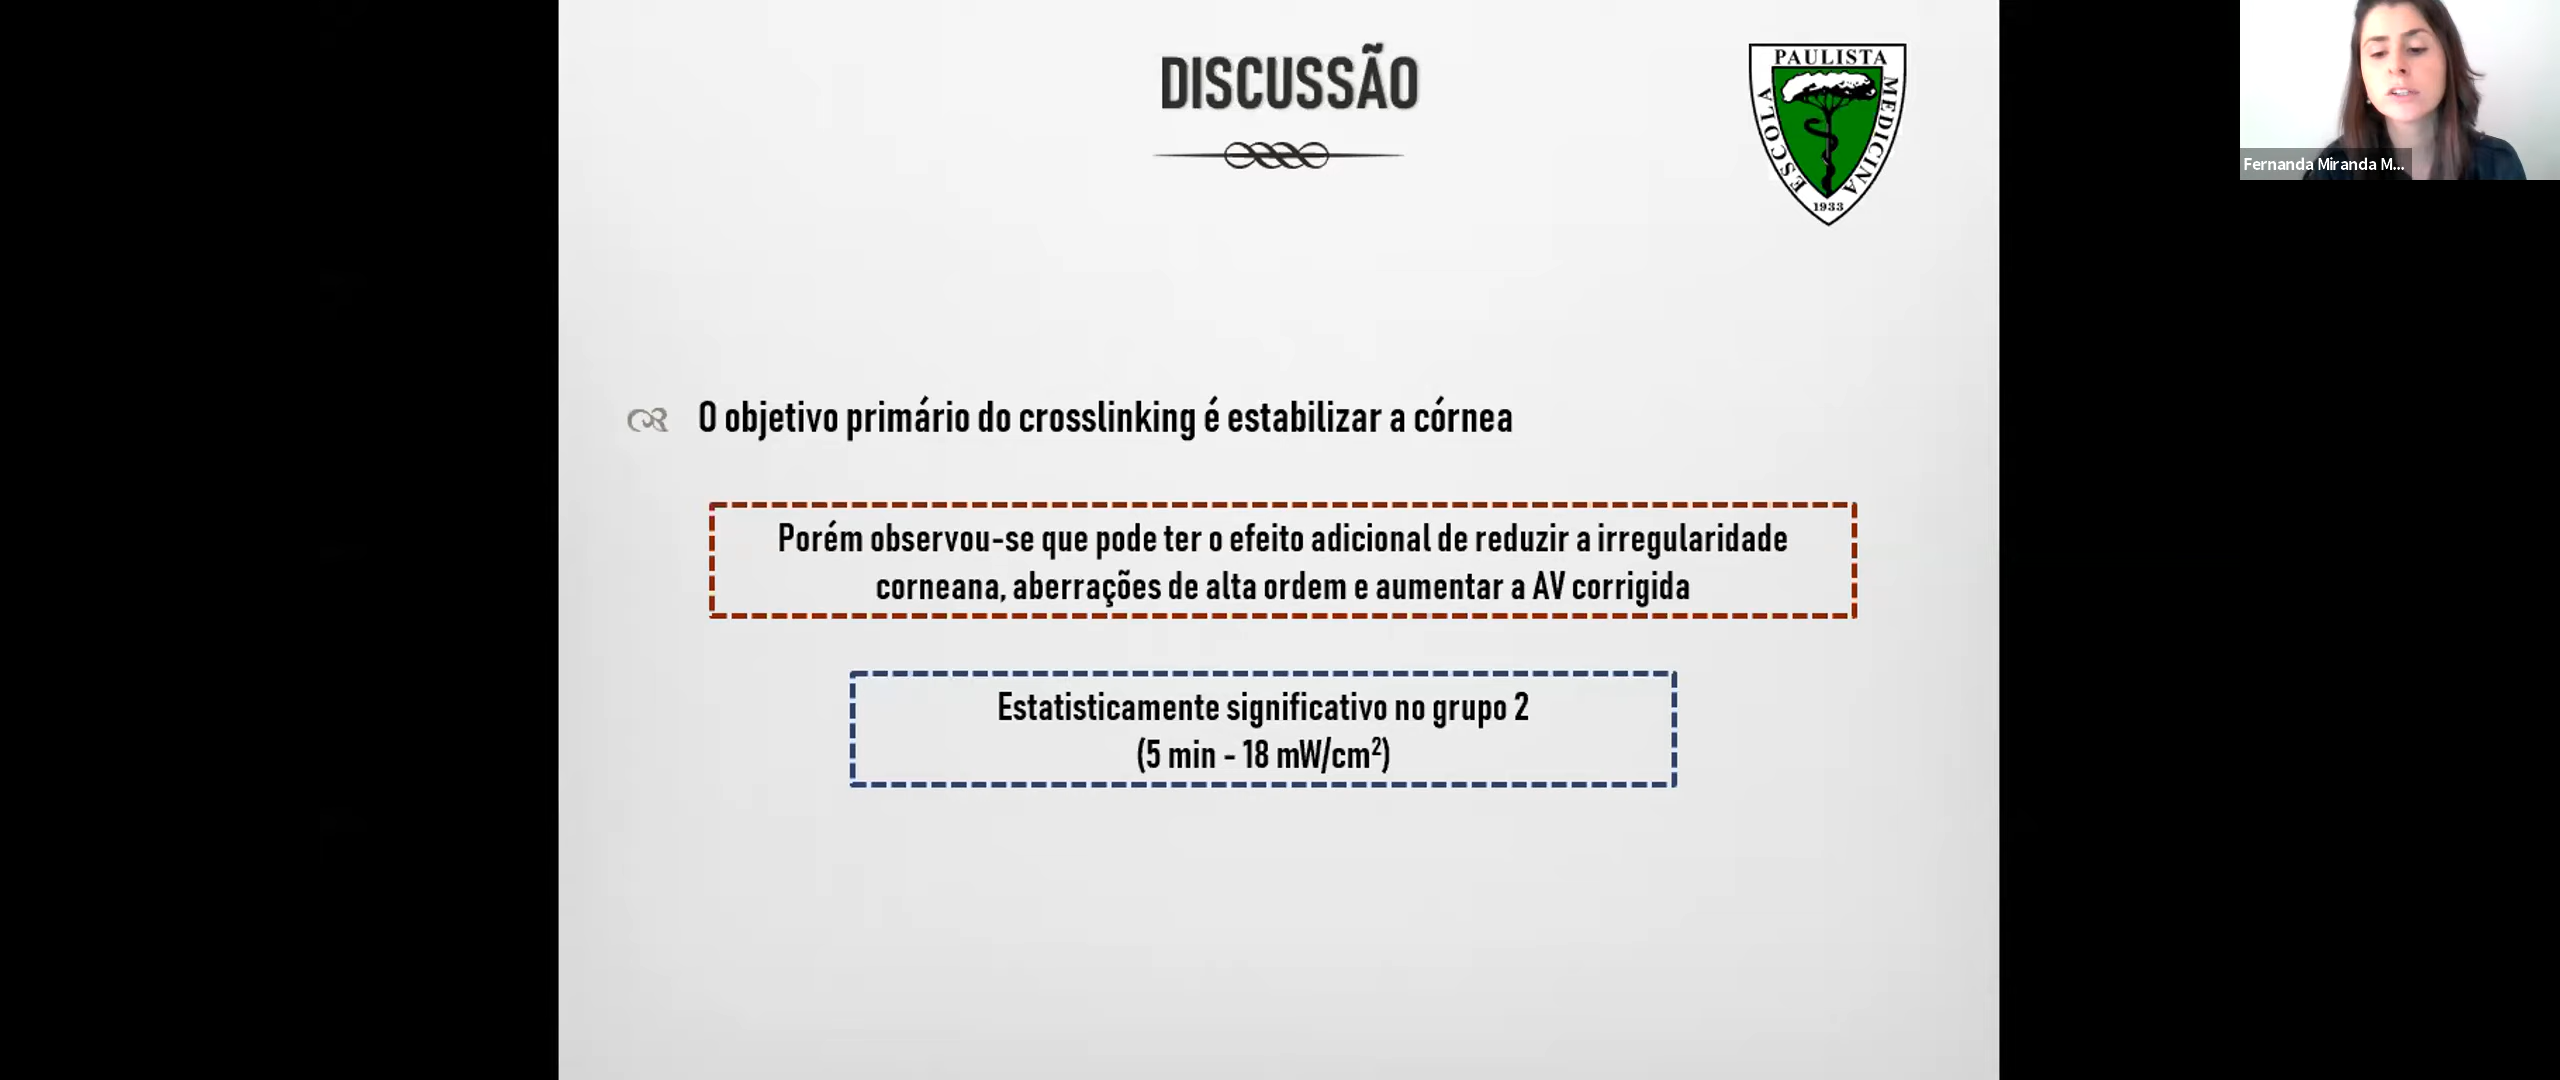 DISCUSSÃO
PAULISTA
ESCOLA
MEDICINA
1933
Fernanda Miranda M...
O objetivo primário do crosslinking é estabilizar a córnea
Porém observou-se que pode ter o efeito adicional de reduzir a irregularidade
corneana, aberrações de alta ordem e aumentar a AV corrigida
Estatisticamente significativo no grupo 2
(5 min - 18 mW/cm²)